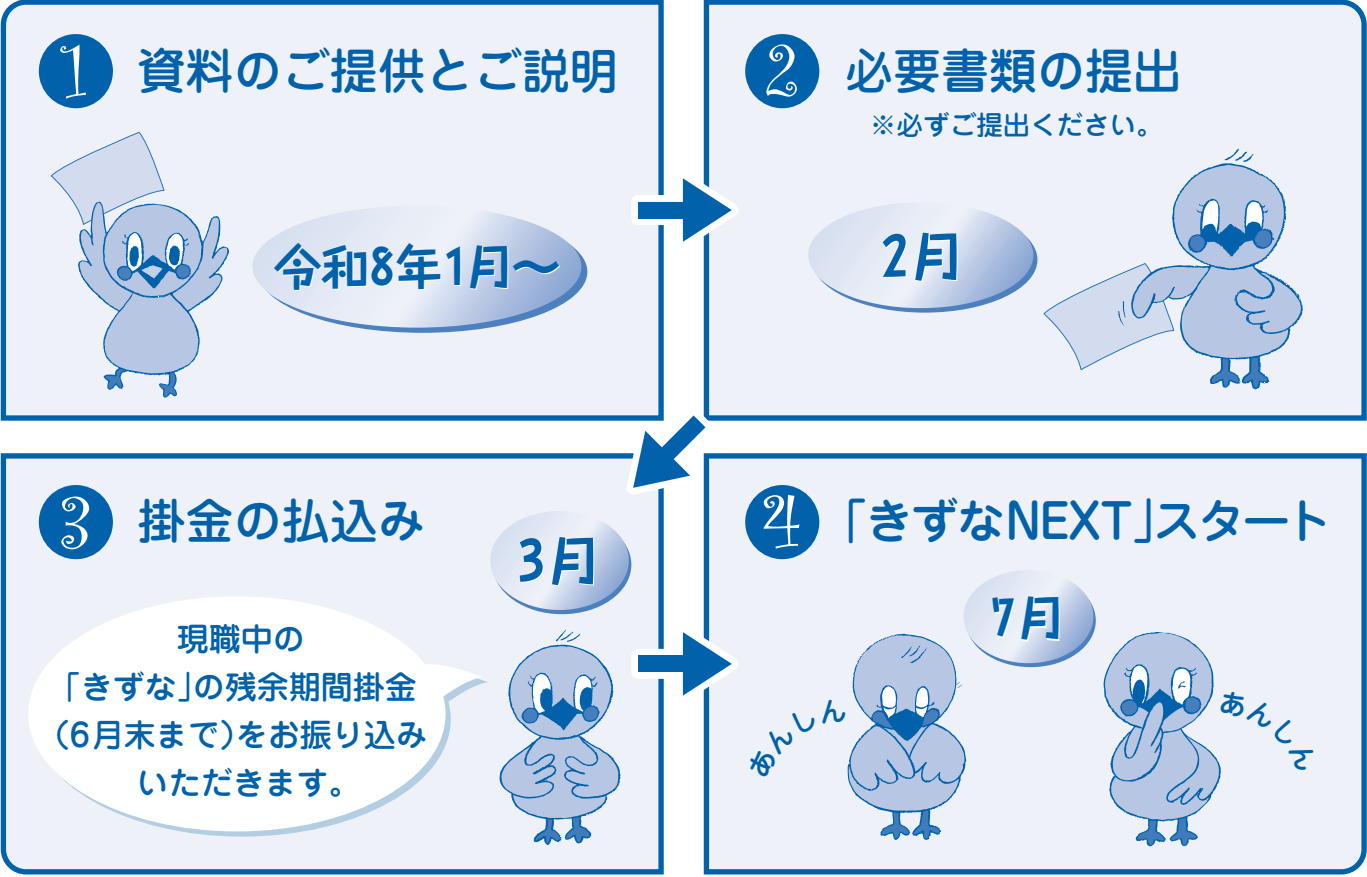 1 資料のご提供とご説明
令和8年1月～
2 必要書類の提出
※必ずご提出ください。
2月
3 掛金の払込み
3月
現職中の
「きずな」の残余期間掛金
(6月末まで)をお振り込み
いただきます。
4 「きずなNEXT」スタート
7月
あんしん
あんしん